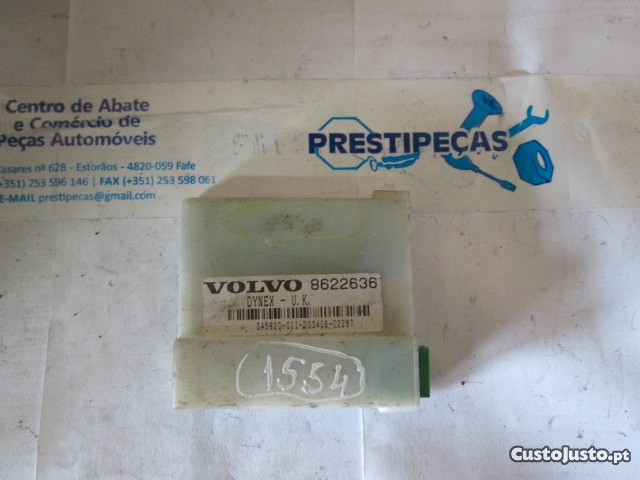 Centro de Abate
e Comércio de
Peças Automóveis
Casares nº 628 - Estorãos - 4820-059 Fafe
(+351) 253 596 146 | FAX (+351) 253 598 061
E-MAIL prestipecas@gmail.com
PRESTIPEÇAS
VOLVO 8622636
DYNEX - U.K.
1554
CustoJusto.pt